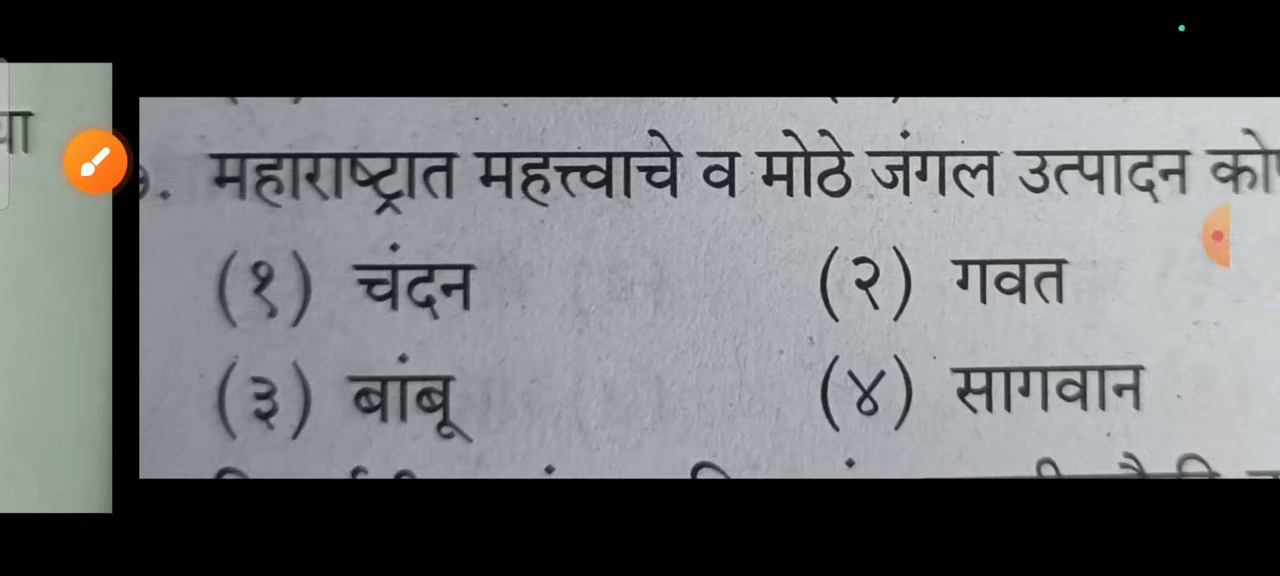 महाराष्ट्रात महत्त्वाचे व मोठे जंगल उत्पादन
(१) चंदन (२) गवत
(३) बांबू (४) सागवान